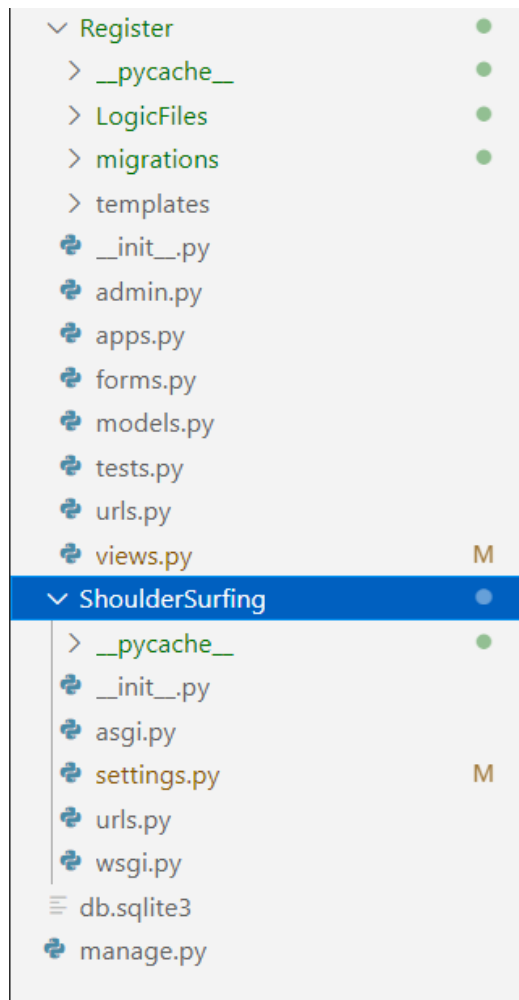 Register
__pycache__
LogicFiles
migrations
templates
__init__.py
admin.py
apps.py
forms.py
models.py
tests.py
urls.py
views.py M
ShoulderSurfing
__pycache__
__init__.py
asgi.py
settings.py M
urls.py
wsgi.py
db.sqlite3
manage.py